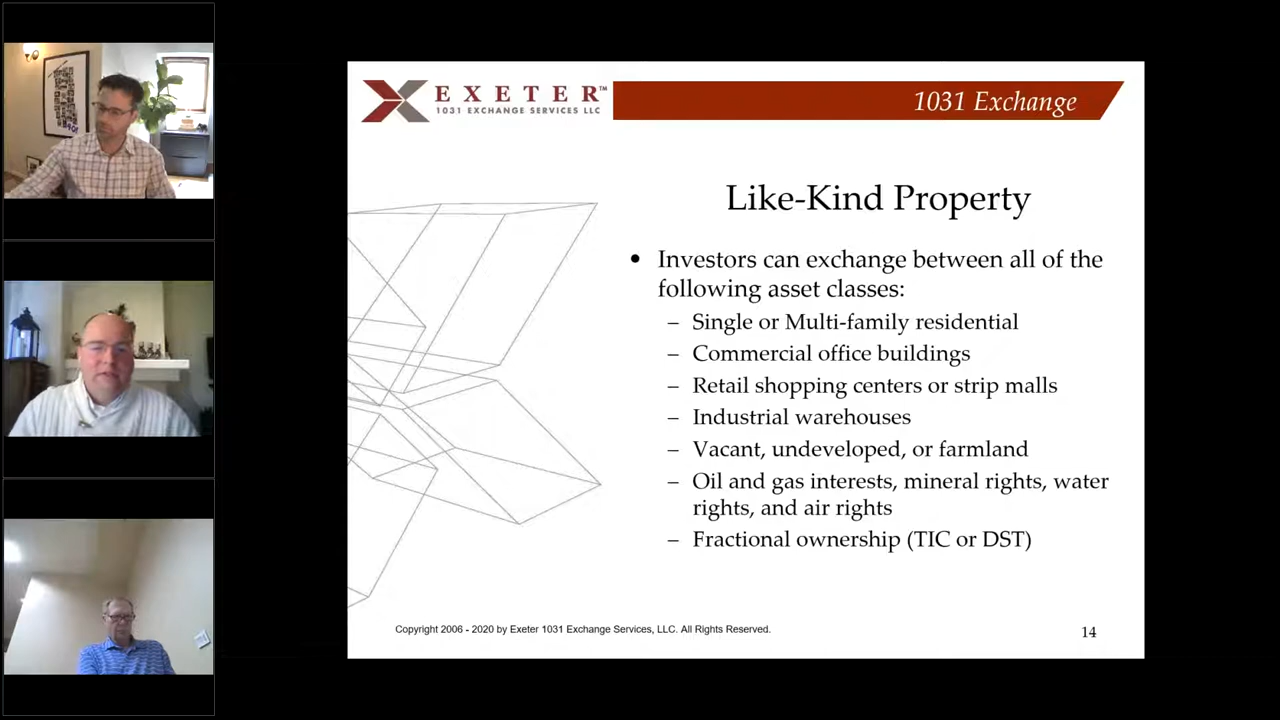 EXETER™
1031 EXCHANGE SERVICES LLC
1031 Exchange
Like-Kind Property
• Investors can exchange between all of the
following asset classes:
– Single or Multi-family residential
– Commercial office buildings
– Retail shopping centers or strip malls
– Industrial warehouses
– Vacant, undeveloped, or farmland
– Oil and gas interests, mineral rights, water
rights, and air rights
– Fractional ownership (TIC or DST)
Copyright 2006 - 2020 by Exeter 1031 Exchange Services, LLC. All Rights Reserved.
14